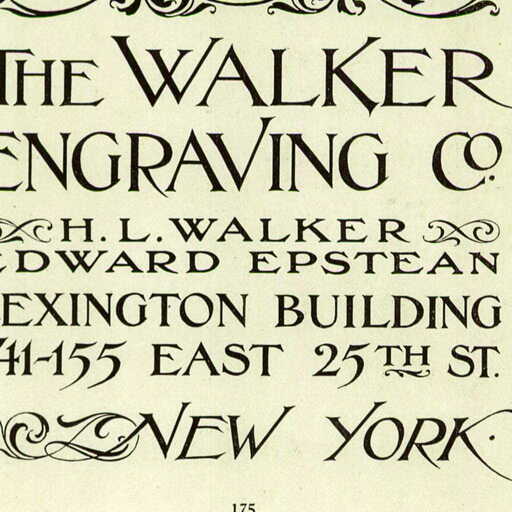 THE WALKER
ENGRAVING CO.
H. L. WALKER
EDWARD EPSTEAN
LEXINGTON BUILDING
141-155 EAST 25TH ST.
NEW YORK.
175